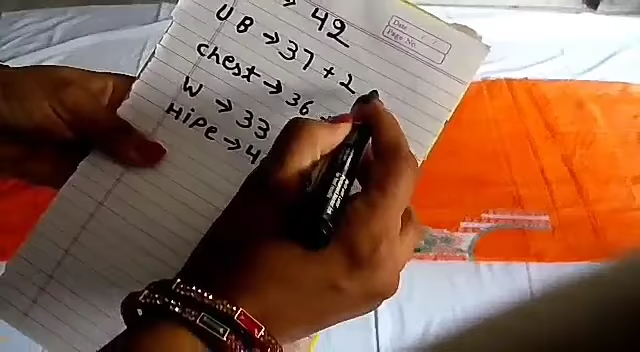 → 42
Date / /
Page No.
UB → 37 + 2
Chest → 36
W → 33
Hipe → 4